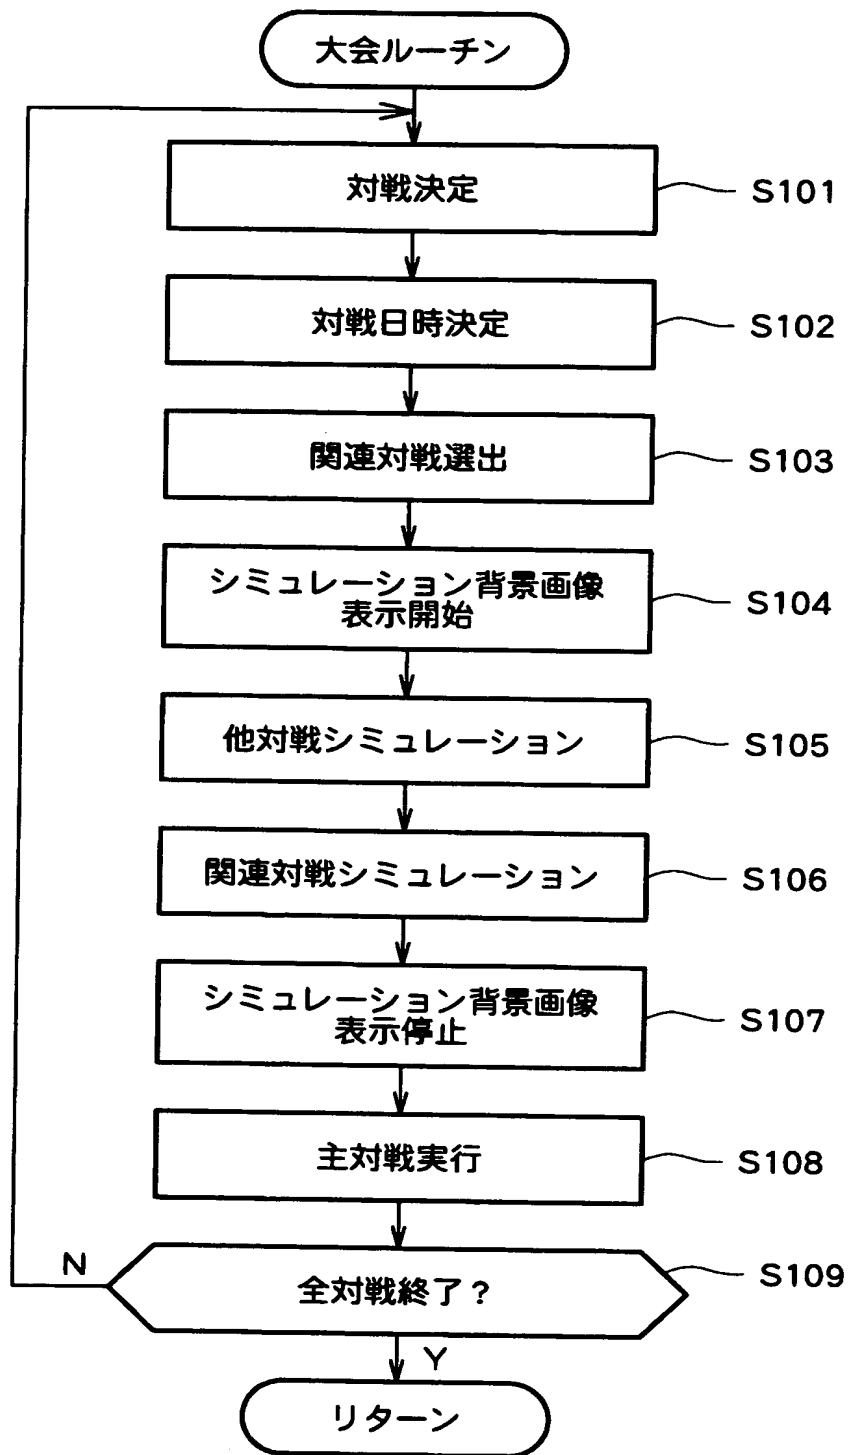 大会ルーチン
対戦決定
S101
対戦日時決定
S102
関連対戦選出
S103
シミュレーション背景画像
表示開始
S104
他対戦シミュレーション
S105
関連対戦シミュレーション
S106
シミュレーション背景画像
表示停止
S107
主対戦実行
S108
N
全対戦終了?
S109
Y
リターン